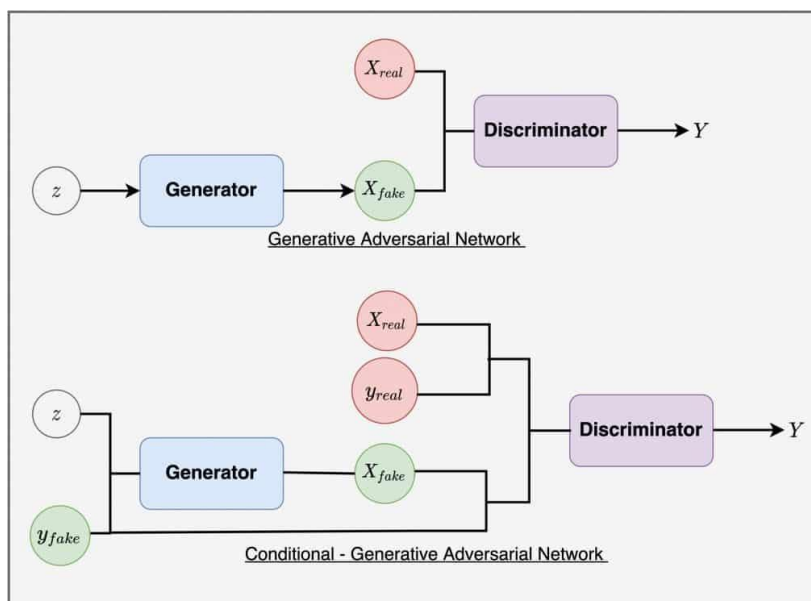 X_real
Discriminator
Y
z
Generator
X_fake
Generative Adversarial Network
X_real
y_real
z
Discriminator
Y
Generator
X_fake
y_fake
Conditional - Generative Adversarial Network